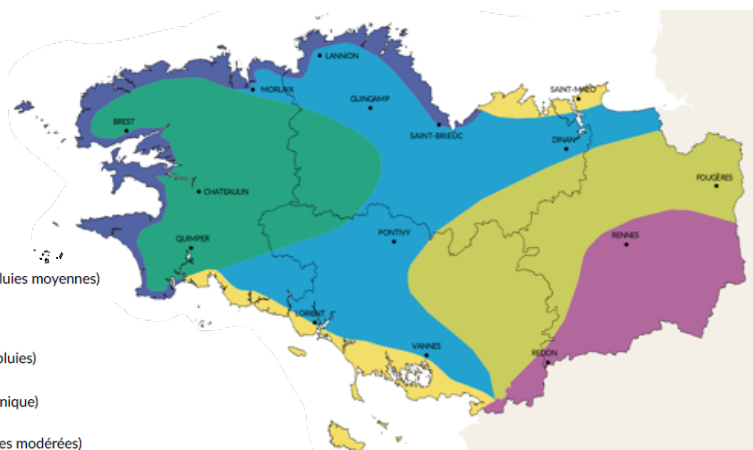 LANNION
MORLAIX
GUINGAMP
SAINT-MALO
BREST
SAINT-BRIEUC
DINAN
FOUGÈRES
CHATEAULIN
QUIMPER
PONTIVY
RENNES
luies moyennes)
LORIENT
VANNES
REDON
pluies)
nique)
es modérées)